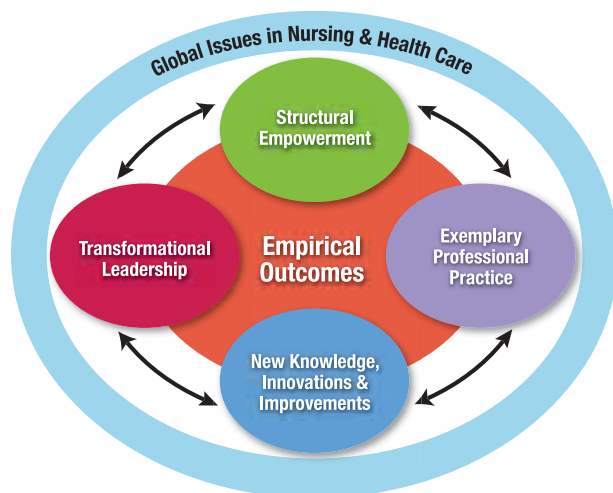 Global Issues in Nursing & Health Care
Structural
Empowerment
Transformational
Leadership
Empirical
Outcomes
Exemplary
Professional
Practice
New Knowledge,
Innovations &
Improvements